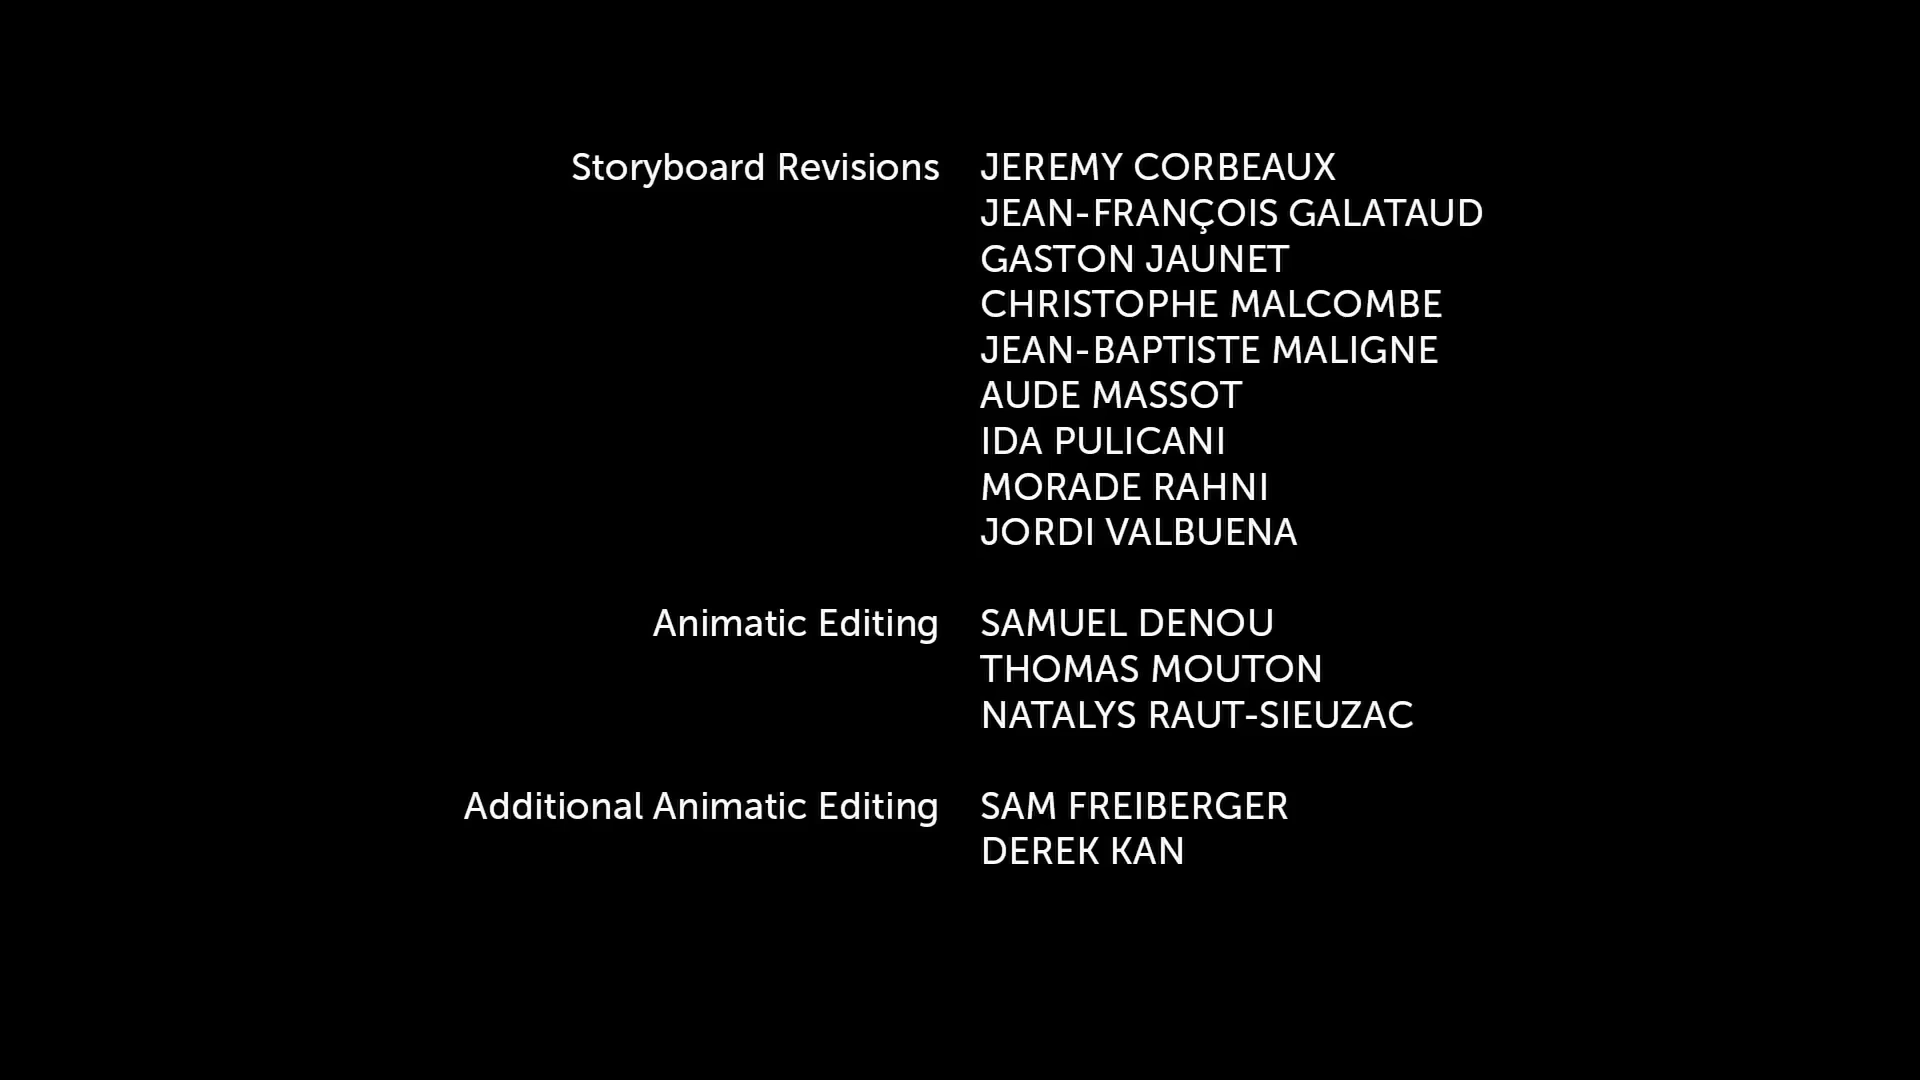 Storyboard Revisions JEREMY CORBEAUX
JEAN-FRANÇOIS GALATAUD
GASTON JAUNET
CHRISTOPHE MALCOMBE
JEAN-BAPTISTE MALIGNE
AUDE MASSOT
IDA PULICANI
MORADE RAHNI
JORDI VALBUENA
Animatic Editing SAMUEL DENOU
THOMAS MOUTON
NATALYS RAUT-SIEUZAC
Additional Animatic Editing SAM FREIBERGER
DEREK KAN